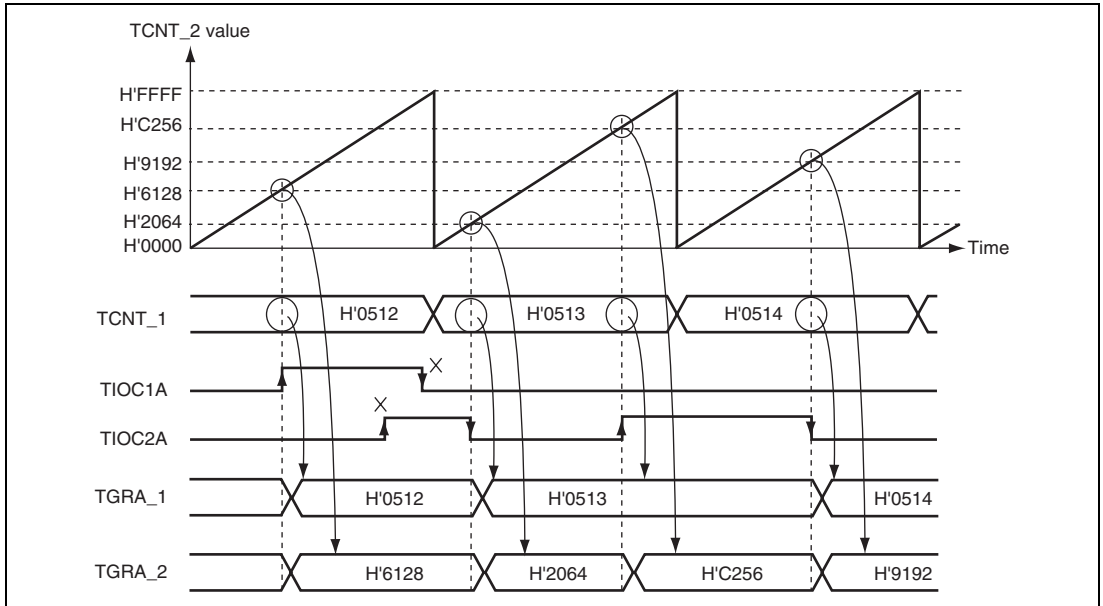 TCNT_2 value
H'FFFF
H'C256
H'9192
H'6128
H'2064
H'0000
Time
TCNT_1 H'0512 H'0513 H'0514
TIOC1A
TIOC2A
TGRA_1 H'0512 H'0513 H'0514
TGRA_2 H'6128 H'2064 H'C256 H'9192